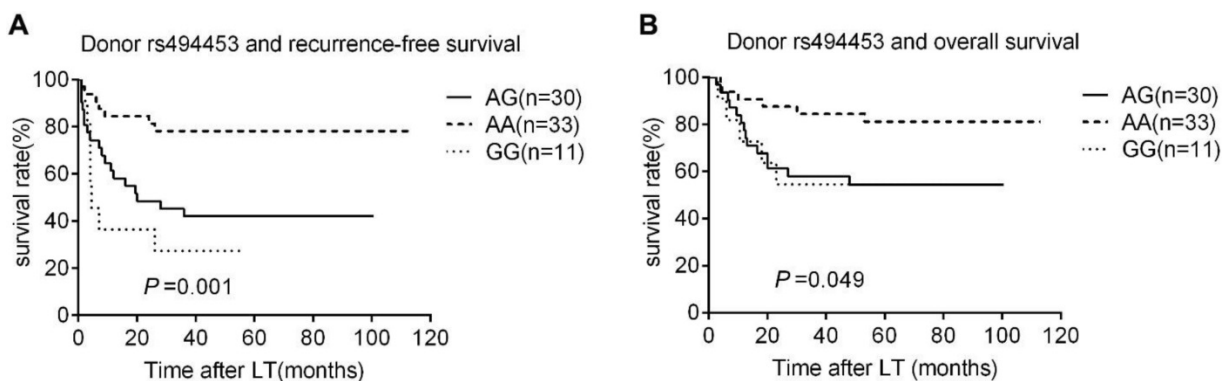 A
Donor rs494453 and recurrence-free survival
100
80
60
40
20
0
survival rate(%)
0 20 40 60 80 100 120
Time after LT(months)
P=0.001
AG(n=30)
AA(n=33)
GG(n=11)
B
Donor rs494453 and overall survival
100
80
60
40
20
0
survival rate(%)
0 20 40 60 80 100 120
Time after LT (months)
P=0.049
AG(n=30)
AA(n=33)
GG(n=11)